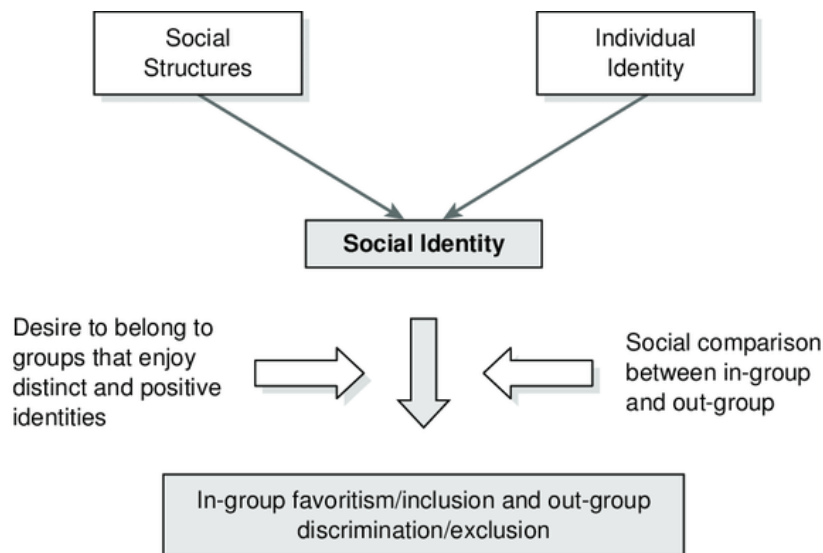 Social
Structures
Individual
Identity
Social Identity
Desire to belong to
groups that enjoy
distinct and positive
identities
Social comparison
between in-group
and out-group
In-group favoritism/inclusion and out-group
discrimination/exclusion